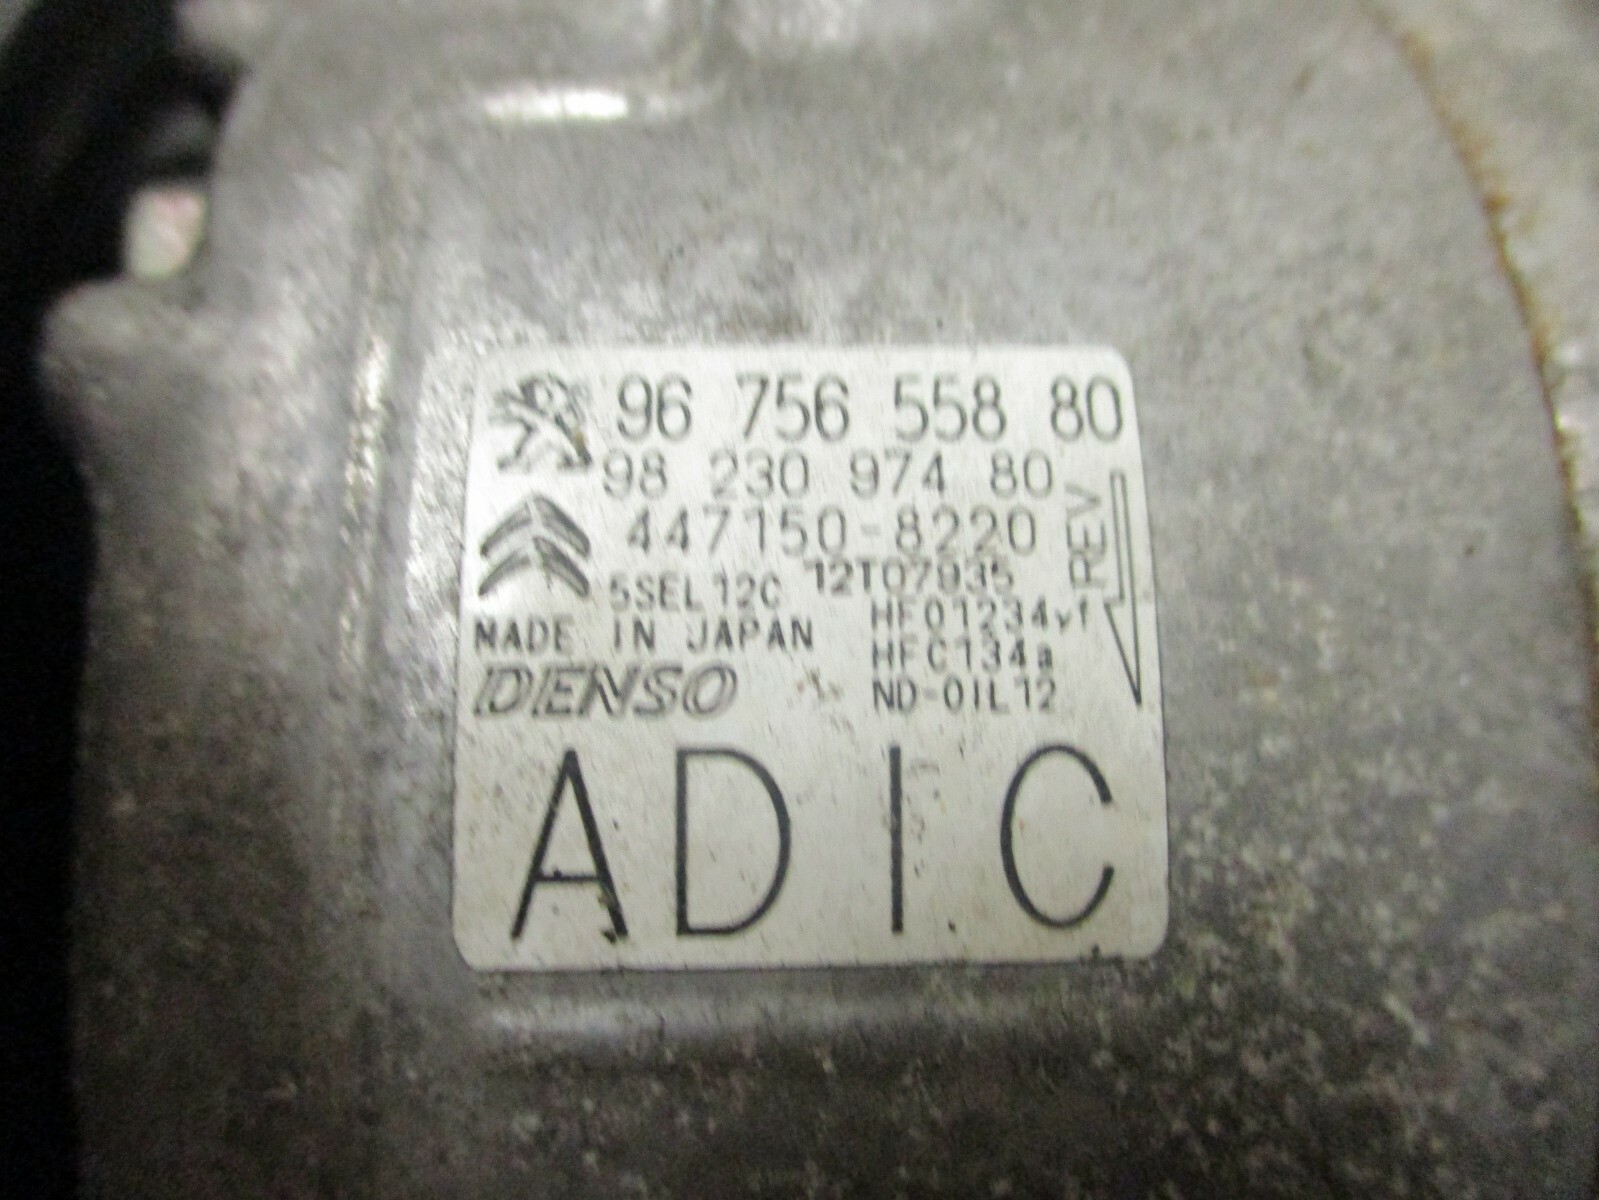 96 756 558 80
98 230 974 80
447150-8220
REV
5SEL12C 12T07935
HFO1234yf
MADE IN JAPAN
HFC134a
DENSO
ND-OIL12
ADIC